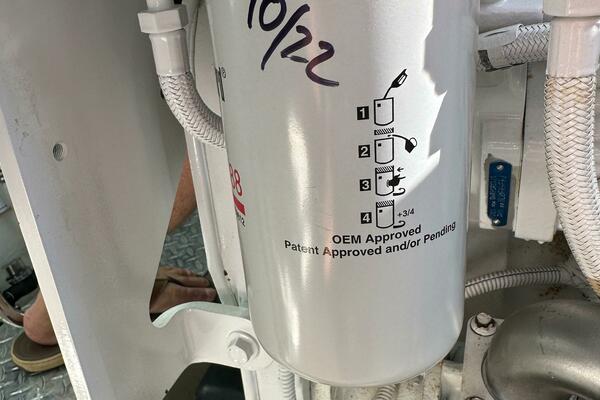 10/22
1
2
3
4 +3/4
OEM Approved
Patent Approved and/or Pending